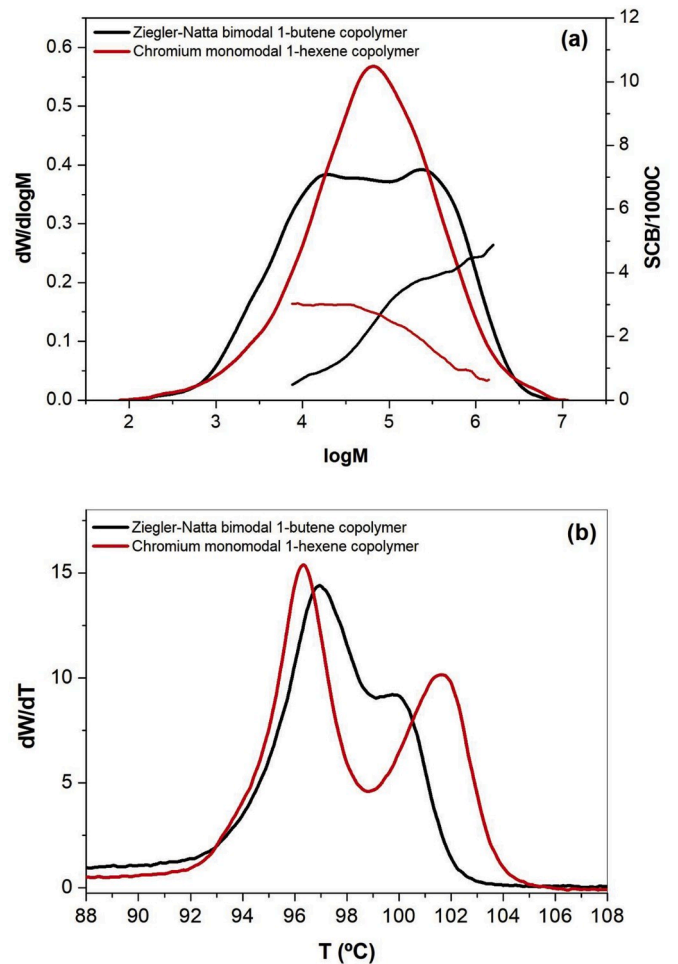 Ziegler-Natta bimodal 1-butene copolymer
Chromium monomodal 1-hexene copolymer
(a)
dW/dlogM
0.6
0.5
0.4
0.3
0.2
0.1
0.0
12
10
8
6
4
2
0
SCB/1000C
2 3 4 5 6 7
logM
Ziegler-Natta bimodal 1-butene copolymer
Chromium monomodal 1-hexene copolymer
(b)
dW/dT
15
10
5
0
88 90 92 94 96 98 100 102 104 106 108
T (ºC)